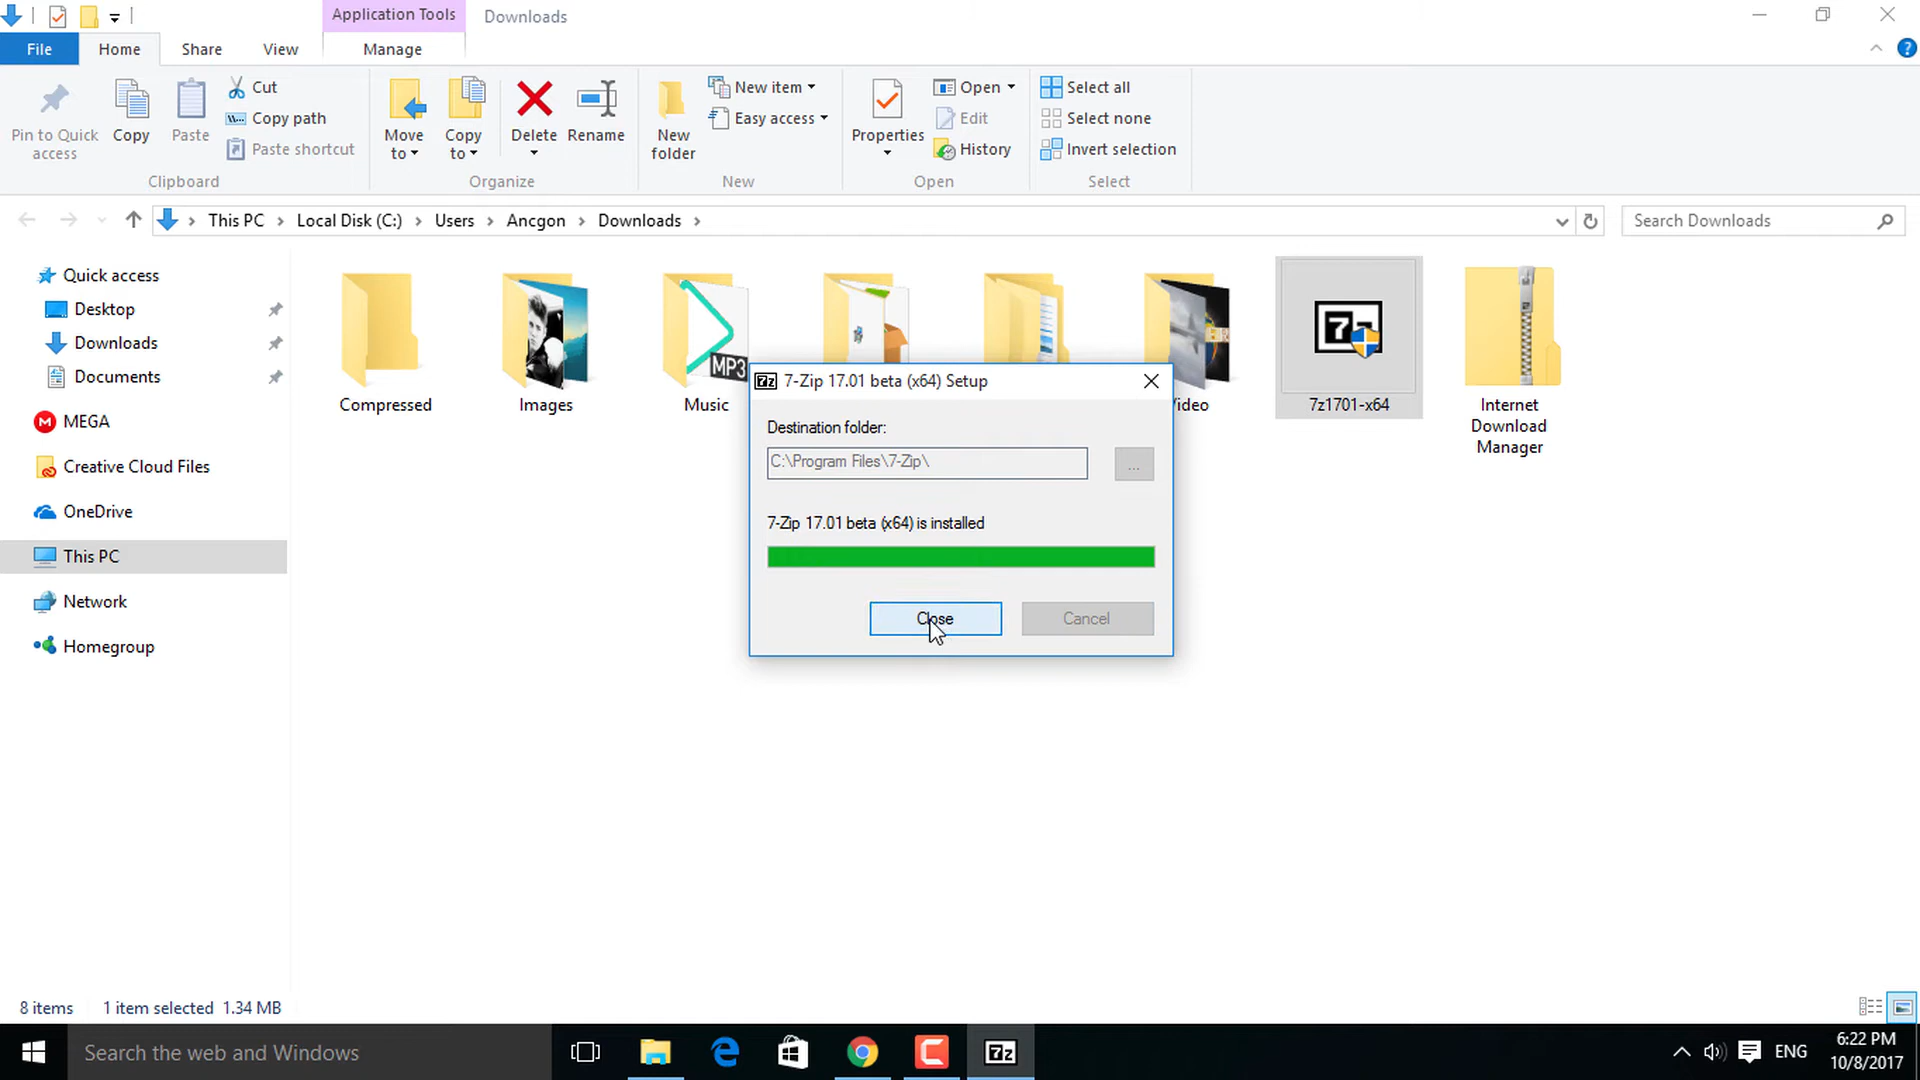 Application Tools
Downloads
File
Home
Share
View
Manage
Pin to Quick
access
Copy
Paste
Cut
Copy path
Paste shortcut
Clipboard
Move
to
Copy
to
Delete
Rename
Organize
New
folder
New item
Easy access
New
Properties
Open
Edit
History
Open
Select all
Select none
Invert selection
Select
This PC
Local Disk (C:)
Users
Ancgon
Downloads
Search Downloads
Quick access
Desktop
Downloads
Documents
MEGA
Creative Cloud Files
OneDrive
This PC
Network
Homegroup
MP3
7z
Compressed
Images
Music
ideo
7z1701-x64
Internet
Download
Manager
7z 7-Zip 17.01 beta (x64) Setup
Destination folder:
C:\Program Files\7-Zip\
...
7-Zip 17.01 beta (x64) is installed
Close
Cancel
8 items
1 item selected 1.34 MB
Search the web and Windows
7z
ENG
6:22 PM
10/8/2017